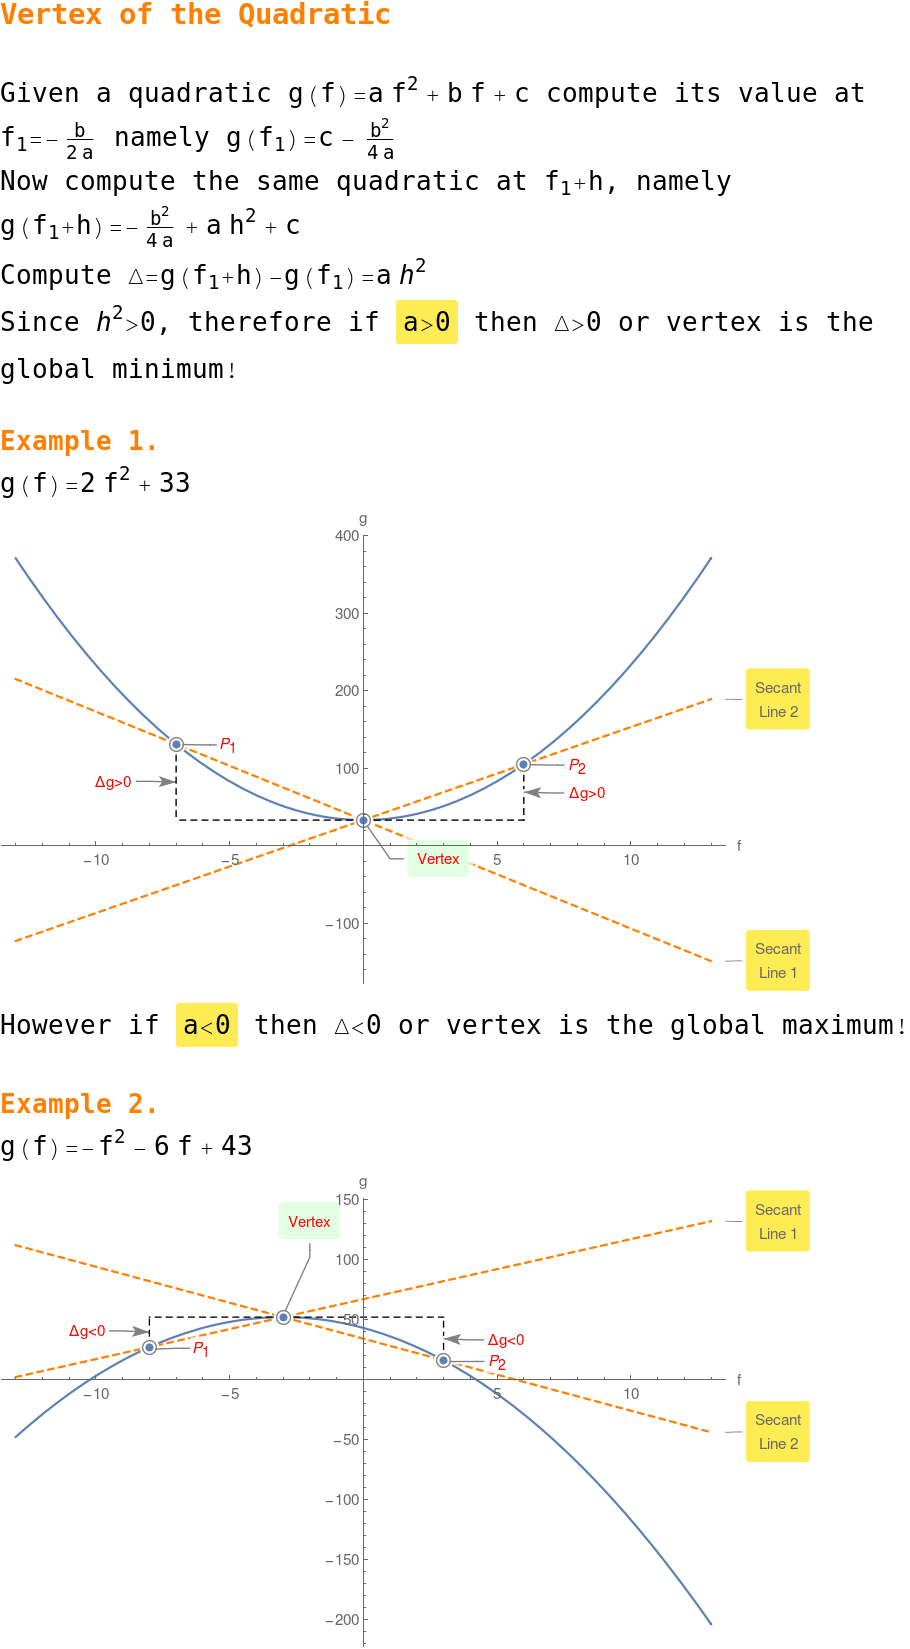 Vertex of the Quadratic
Given a quadratic g(f)=a f² + b f + c compute its value at
f₁=- b/(2 a) namely g(f₁)=c - b²/(4 a)
Now compute the same quadratic at f₁+h, namely
g(f₁+h)=- b²/(4 a) + a h² + c
Compute Δ=g(f₁+h)-g(f₁)=a h²
Since h²>0, therefore if a>0 then Δ>0 or vertex is the
global minimum!
Example 1.
g(f)=2 f² + 33
g
400
300
200
100
-100
-10
-5
5
10
f
P₁
Δg>0
P₂
Δg>0
Vertex
Secant
Line 2
Secant
Line 1
However if a<0 then Δ<0 or vertex is the global maximum!
Example 2.
g(f)=-f² - 6 f + 43
g
150
100
50
-50
-100
-150
-200
-10
-5
5
10
f
Vertex
Δg<0
P₁
Δg<0
P₂
Secant
Line 1
Secant
Line 2